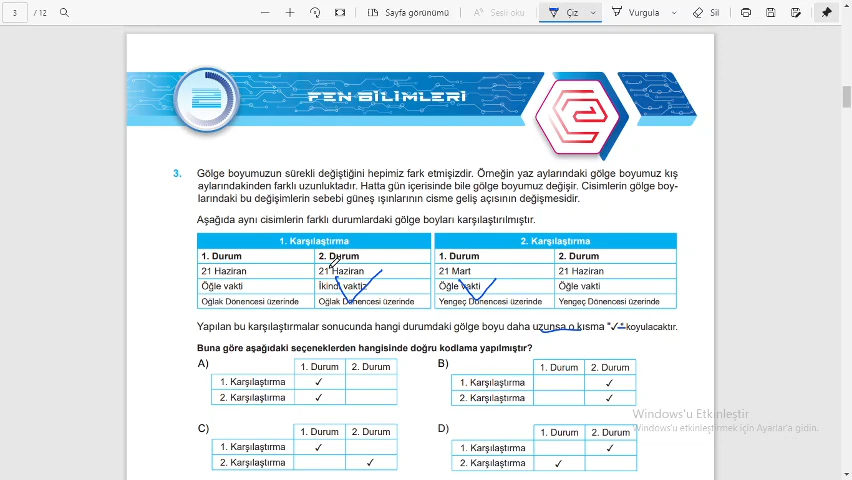 3 / 12 Sayfa görünümü Sesli oku Çiz Vurgula Sil
FEN BİLİMLERİ
3. Gölge boyumuzun sürekli değiştiğini hepimiz fark etmişizdir. Örneğin yaz aylarındaki gölge boyumuz kış
aylarındakinden farklı uzunluktadır. Hatta gün içerisinde bile gölge boyumuz değişir. Cisimlerin gölge boy-
larındaki bu değişimlerin sebebi güneş ışınlarının cisme geliş açısının değişmesidir.
Aşağıda aynı cisimlerin farklı durumlardaki gölge boyları karşılaştırılmıştır.
1. Karşılaştırma 2. Karşılaştırma
1. Durum 2. Durum 1. Durum 2. Durum
21 Haziran 21 Haziran 21 Mart 21 Haziran
Öğle vakti İkindi vakti Öğle vakti Öğle vakti
Oğlak Dönencesi üzerinde Oğlak Dönencesi üzerinde Yengeç Dönencesi üzerinde Yengeç Dönencesi üzerinde
Yapılan bu karşılaştırmalar sonucunda hangi durumdaki gölge boyu daha uzunsa o kısma "✓" koyulacaktır.
Buna göre aşağıdaki seçeneklerden hangisinde doğru kodlama yapılmıştır?
A) 1. Durum 2. Durum
1. Karşılaştırma ✓
2. Karşılaştırma ✓
B) 1. Durum 2. Durum
1. Karşılaştırma ✓
2. Karşılaştırma ✓
C) 1. Durum 2. Durum
1. Karşılaştırma ✓
2. Karşılaştırma ✓
D) 1. Durum 2. Durum
1. Karşılaştırma ✓
2. Karşılaştırma ✓
Windows'u Etkinleştir
Windows'u etkinleştirmek için Ayarlar'a gidin.